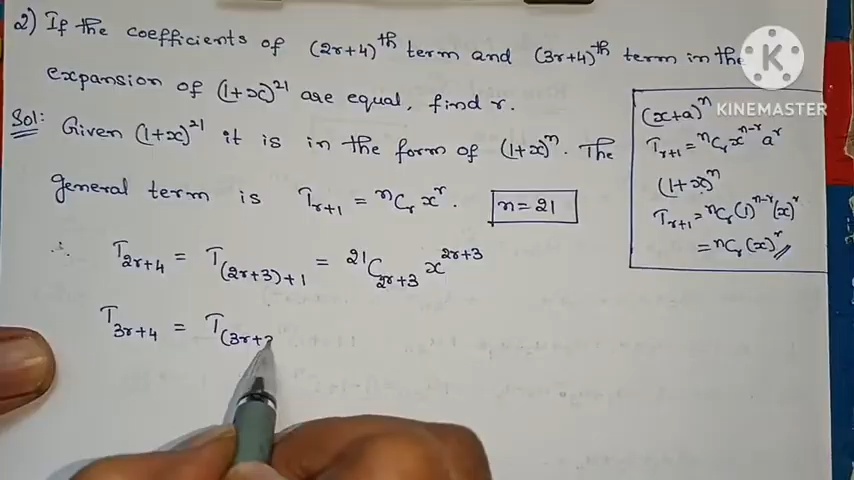 2) If the coefficients of (2r+4)^th term and (3r+4)^th term in the
expansion of (1+x)^21 are equal, find r.
Sol: Given (1+x)^21 it is in the form of (1+x)^n. The
general term is T_{r+1} = ^nC_r x^r. n=21
∴ T_{2r+4} = T_{(2r+3)+1} = ^21C_{2r+3} x^{2r+3}
T_{3r+4} = T_{(3r+3
(x+a)^n
T_{r+1} = ^nC_r x^{n-r} a^r
(1+x)^n
T_{r+1} = ^nC_r (1)^{n-r} (x)^r
= ^nC_r (x)^r //
K
KINEMASTER